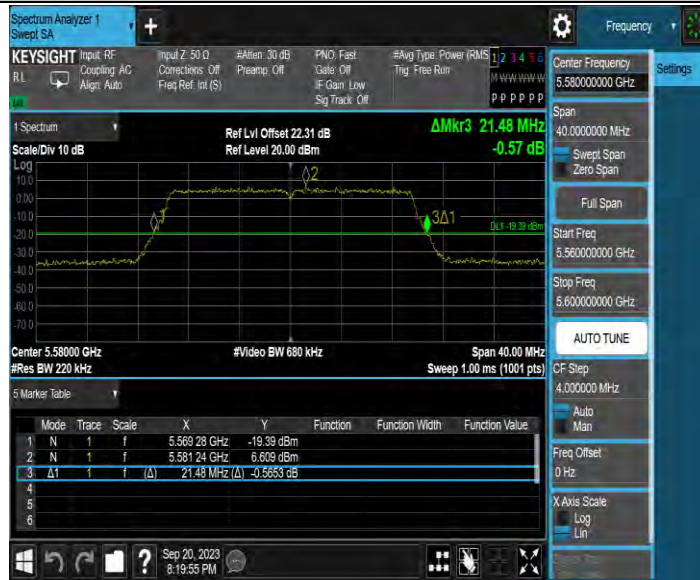 Spectrum Analyzer 1
Swept SA
+
Frequency
KEYSIGHT
RL
Input: RF
Coupling: AC
Align: Auto
Input Z: 50 Ω
Corrections: Off
Freq Ref: Int (S)
#Atten: 30 dB
Preamp: Off
PNO: Fast
Gate: Off
IF Gain: Low
Sig Track: Off
#Avg Type: Power (RMS
Trig: Free Run
1 2 3 4 5 6
M W W W W W
P P P P P P
1 Spectrum
Scale/Div 10 dB
Ref Lvl Offset 22.31 dB
Ref Level 20.00 dBm
ΔMkr3 21.48 MHz
-0.57 dB
Log
10.0
0.00
-10.0
-20.0
-30.0
-40.0
-50.0
-60.0
-70.0
1
2
3Δ1
DL1 -19.39 dBm
Center 5.58000 GHz
#Res BW 220 kHz
#Video BW 680 kHz
Span 40.00 MHz
Sweep 1.00 ms (1001 pts)
5 Marker Table
Mode Trace Scale X Y Function Function Width Function Value
1 N 1 f 5.569 28 GHz -19.39 dBm
2 N 1 f 5.581 24 GHz 6.609 dBm
3 Δ1 1 f (Δ) 21.48 MHz (Δ) -0.5653 dB
4
5
6
Sep 20, 2023
8:19:55 PM
Center Frequency
5.580000000 GHz
Settings
Span
40.0000000 MHz
Swept Span
Zero Span
Full Span
Start Freq
5.560000000 GHz
Stop Freq
5.600000000 GHz
AUTO TUNE
CF Step
4.000000 MHz
Auto
Man
Freq Offset
0 Hz
X Axis Scale
Log
Lin